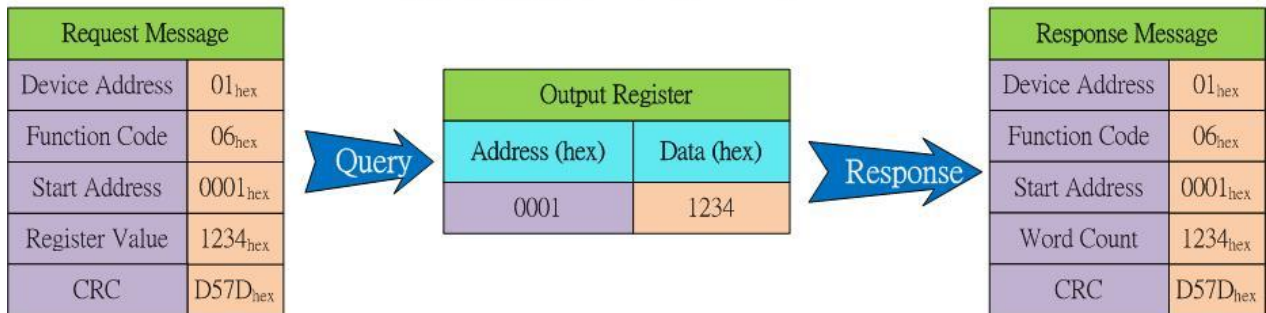 Request Message
Device Address 01hex
Function Code 06hex
Start Address 0001hex
Register Value 1234hex
CRC D57Dhex
Query
Output Register
Address (hex) Data (hex)
0001 1234
Response
Response Message
Device Address 01hex
Function Code 06hex
Start Address 0001hex
Word Count 1234hex
CRC D57Dhex